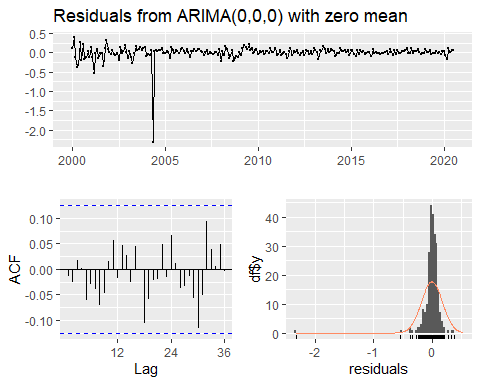 Residuals from ARIMA(0,0,0) with zero mean
0.5
0.0
-0.5
-1.0
-1.5
-2.0
2000 2005 2010 2015 2020
ACF
0.10
0.05
0.00
-0.05
-0.10
12 24 36
Lag
df$y
40
30
20
10
0
-2 -1 0
residuals